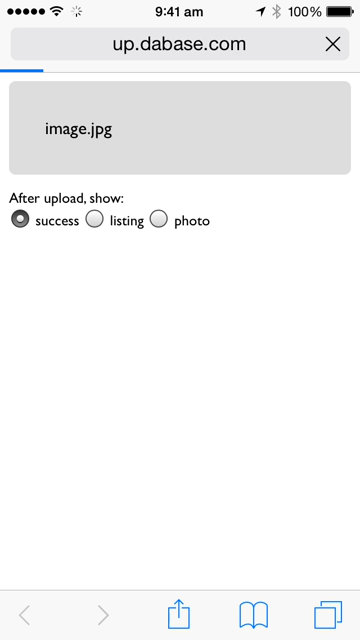 9:41 am 100%
up.dabase.com
image.jpg
After upload, show:
success listing photo